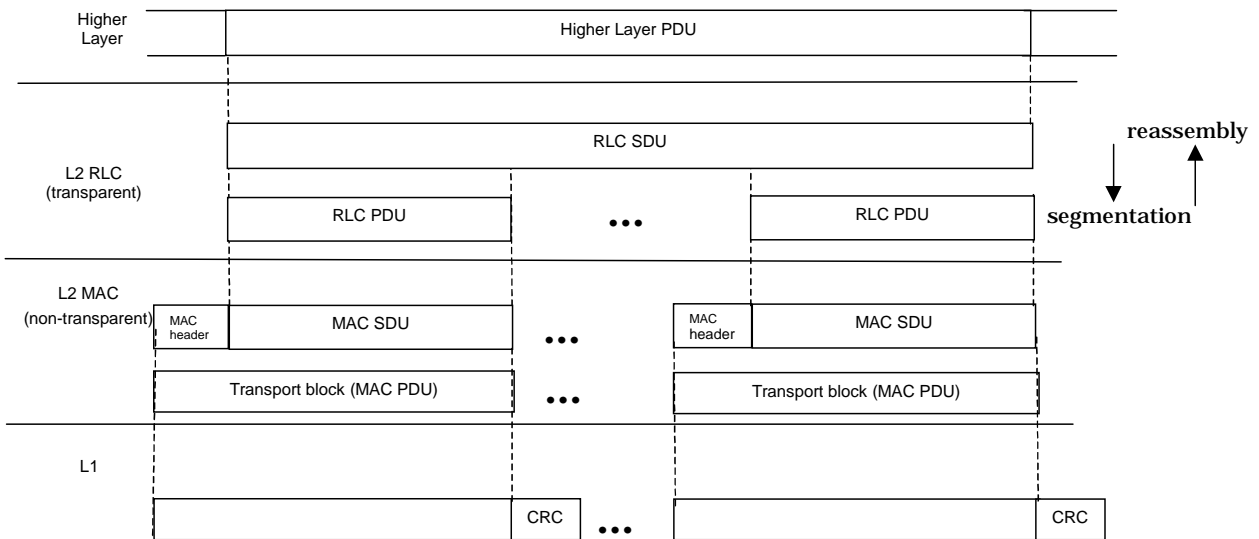 Higher
Layer
Higher Layer PDU
RLC SDU
reassembly
L2 RLC
(transparent)
RLC PDU
•••
RLC PDU
segmentation
L2 MAC
(non-transparent)
MAC
header
MAC SDU
•••
MAC
header
MAC SDU
Transport block (MAC PDU)
•••
Transport block (MAC PDU)
L1
CRC
•••
CRC